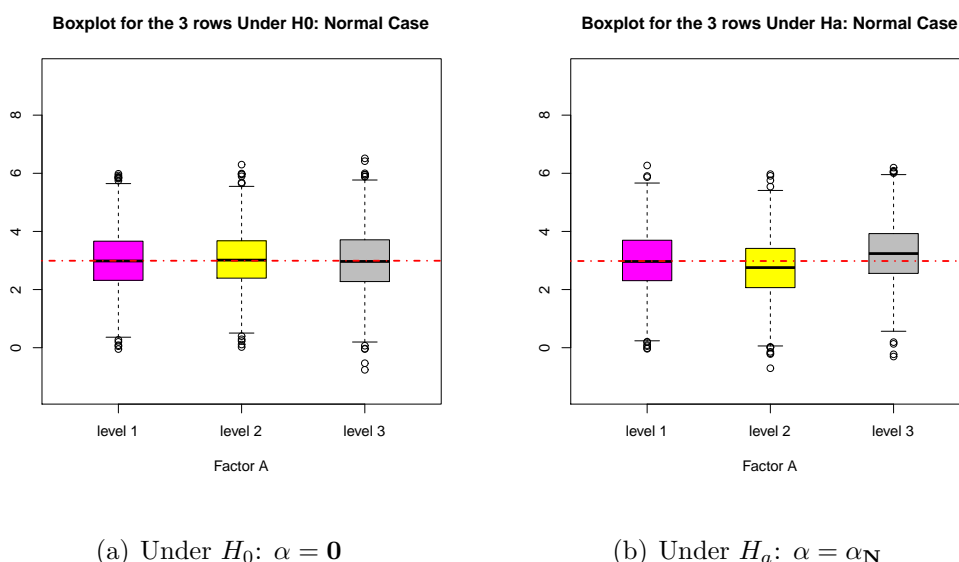 Boxplot for the 3 rows Under H0: Normal Case
8
6
4
2
0
level 1 level 2 level 3
Factor A
(a) Under H₀: α = 0
Boxplot for the 3 rows Under Ha: Normal Case
8
6
4
2
0
level 1 level 2 level 3
Factor A
(b) Under Hₐ: α = α_N